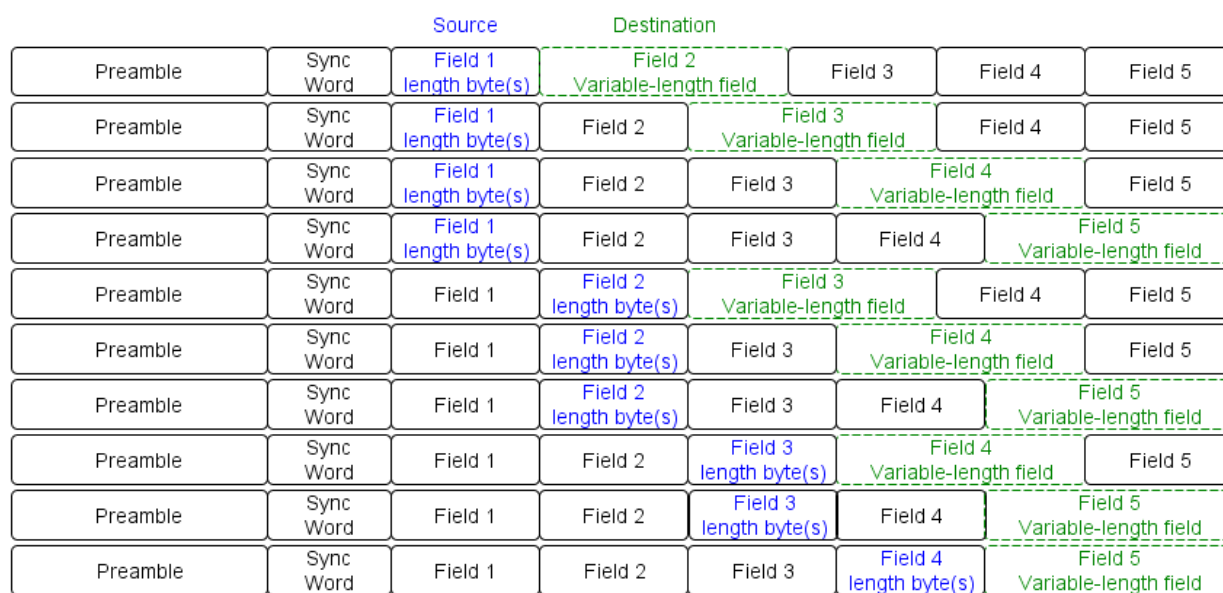 Source Destination
Preamble Sync Word Field 1 length byte(s) Field 2 Variable-length field Field 3 Field 4 Field 5
Preamble Sync Word Field 1 length byte(s) Field 2 Field 3 Variable-length field Field 4 Field 5
Preamble Sync Word Field 1 length byte(s) Field 2 Field 3 Field 4 Variable-length field Field 5
Preamble Sync Word Field 1 length byte(s) Field 2 Field 3 Field 4 Field 5 Variable-length field
Preamble Sync Word Field 1 Field 2 length byte(s) Field 3 Variable-length field Field 4 Field 5
Preamble Sync Word Field 1 Field 2 length byte(s) Field 3 Field 4 Variable-length field Field 5
Preamble Sync Word Field 1 Field 2 length byte(s) Field 3 Field 4 Field 5 Variable-length field
Preamble Sync Word Field 1 Field 2 Field 3 length byte(s) Field 4 Variable-length field Field 5
Preamble Sync Word Field 1 Field 2 Field 3 length byte(s) Field 4 Field 5 Variable-length field
Preamble Sync Word Field 1 Field 2 Field 3 Field 4 length byte(s) Field 5 Variable-length field